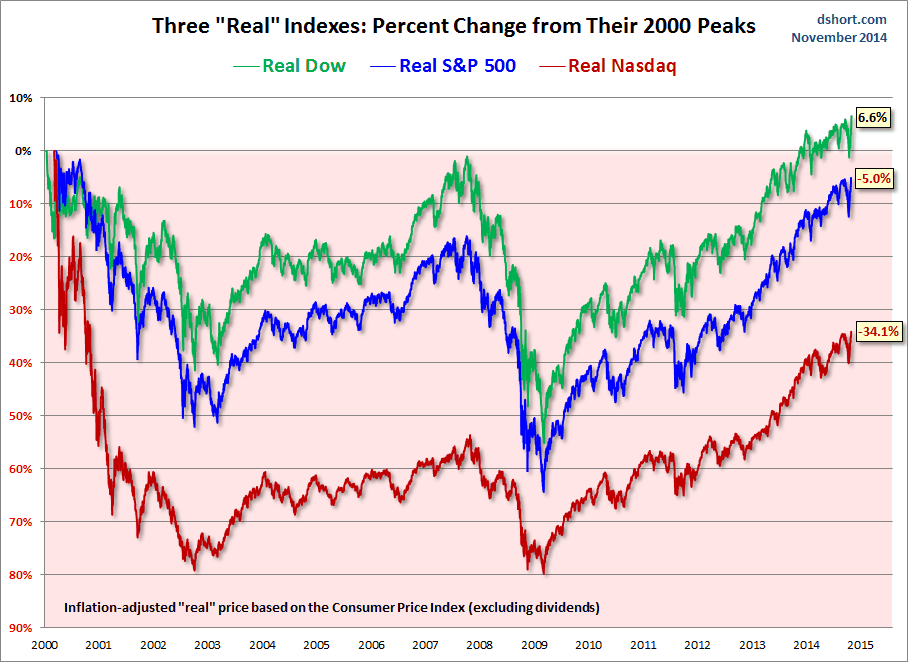 Three "Real" Indexes: Percent Change from Their 2000 Peaks
dshort.com
November 2014
Real Dow Real S&P 500 Real Nasdaq
10%
6.6%
0%
-5.0%
10%
20%
30%
-34.1%
40%
50%
60%
70%
80%
Inflation-adjusted "real" price based on the Consumer Price Index (excluding dividends)
90%
2000 2001 2002 2003 2004 2005 2006 2007 2008 2009 2010 2011 2012 2013 2014 2015